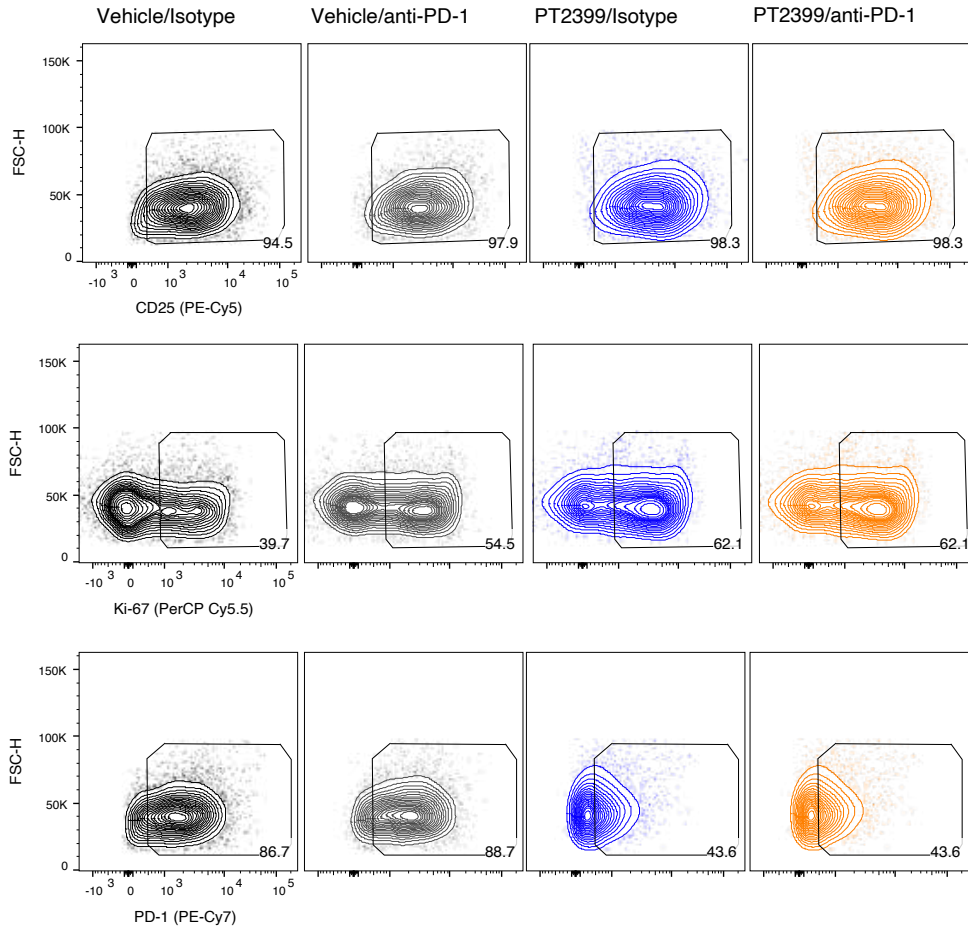 Vehicle/Isotype Vehicle/anti-PD-1 PT2399/Isotype PT2399/anti-PD-1
150K
100K
50K
0
FSC-H
94.5 97.9 98.3 98.3
-10 3 0 10 3 10 4 10 5
CD25 (PE-Cy5)
150K
100K
50K
0
FSC-H
39.7 54.5 62.1 62.1
-10 3 0 10 3 10 4 10 5
Ki-67 (PerCP Cy5.5)
150K
100K
50K
0
FSC-H
86.7 88.7 43.6 43.6
-10 3 0 10 3 10 4 10 5
PD-1 (PE-Cy7)